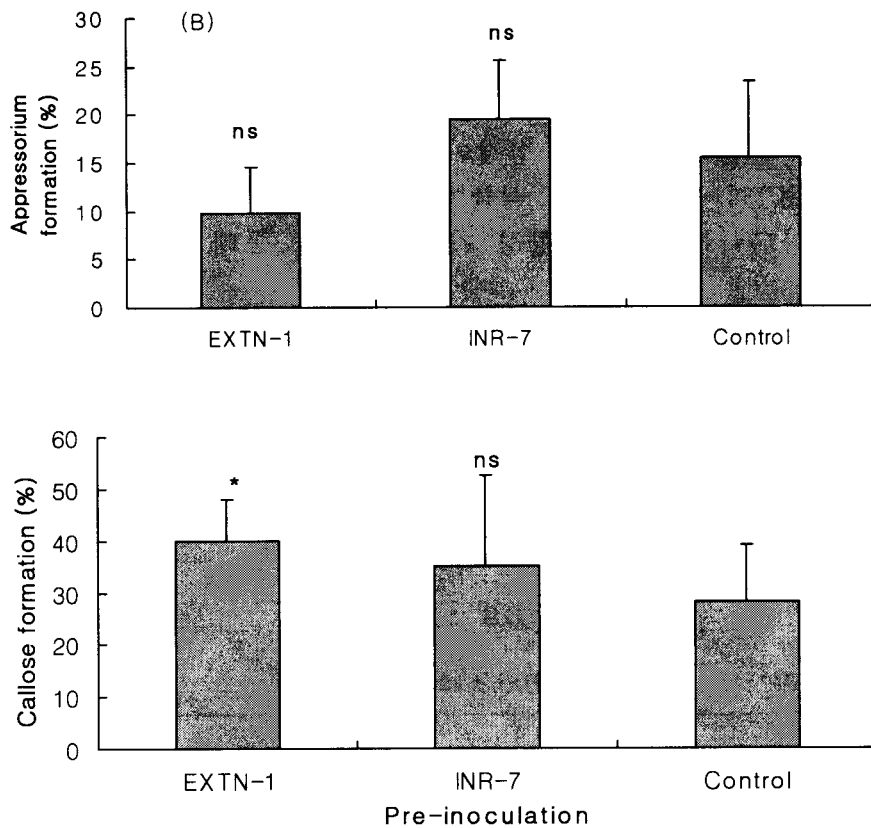 (B)
Appressorium
formation (%)
30
25
20
15
10
5
0
ns
ns
EXTN-1
INR-7
Control
Callose formation (%)
60
50
40
30
20
10
0
*
ns
EXTN-1
INR-7
Control
Pre-inoculation